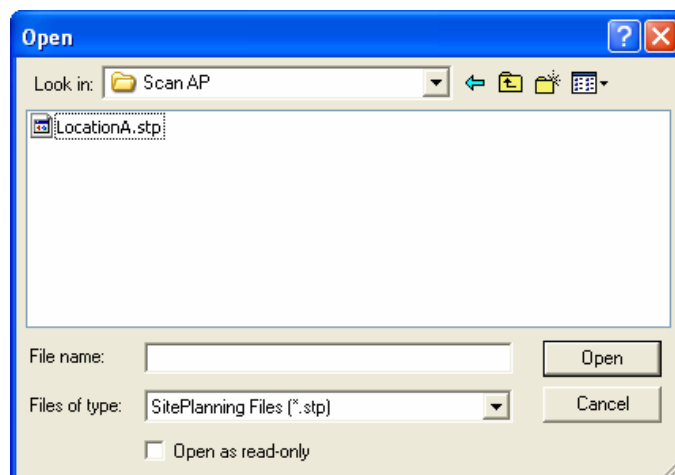 Open
Look in: Scan AP
LocationA.stp
File name: Open
Files of type: SitePlanning Files (*.stp) Cancel
Open as read-only